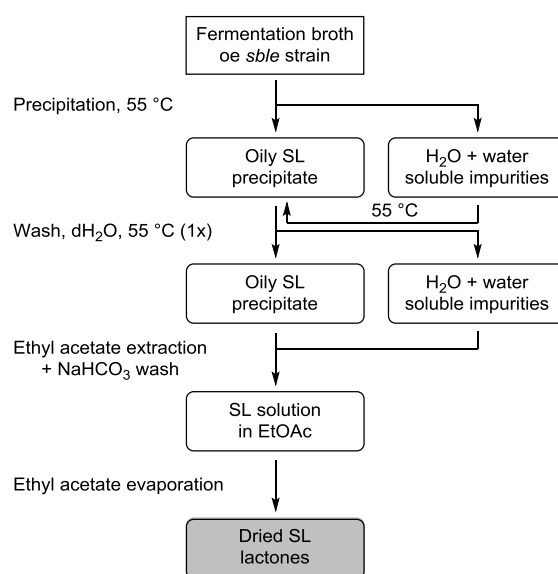 Fermentation broth
oe sble strain
Precipitation, 55 °C
Oily SL
precipitate
H₂O + water
soluble impurities
55 °C
Wash, dH₂O, 55 °C (1x)
Oily SL
precipitate
H₂O + water
soluble impurities
Ethyl acetate extraction
+ NaHCO₃ wash
SL solution
in EtOAc
Ethyl acetate evaporation
Dried SL
lactones